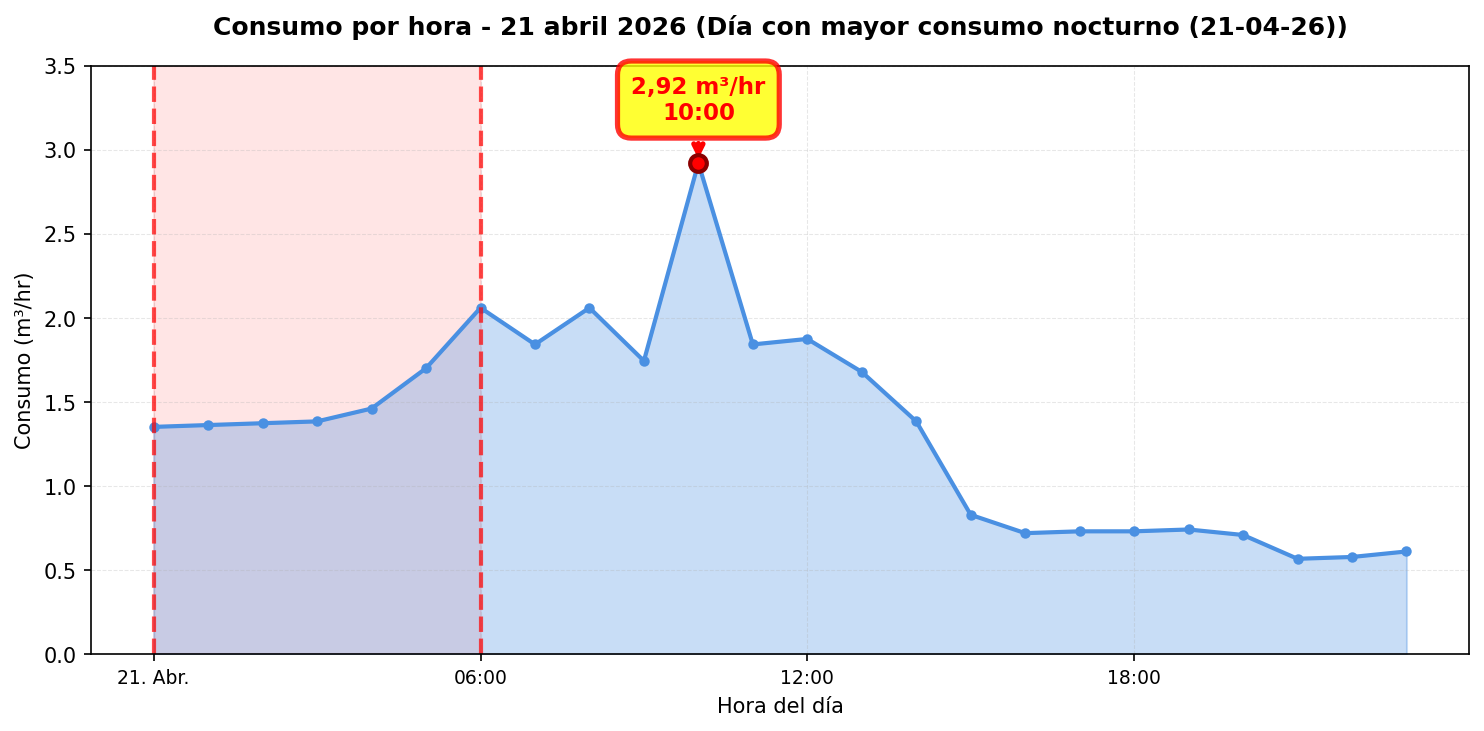 Consumo por hora - 21 abril 2026 (Día con mayor consumo nocturno (21-04-26))
2,92 m³/hr
10:00
Consumo (m³/hr)
3.5
3.0
2.5
2.0
1.5
1.0
0.5
0.0
21. Abr.
06:00
12:00
18:00
Hora del día